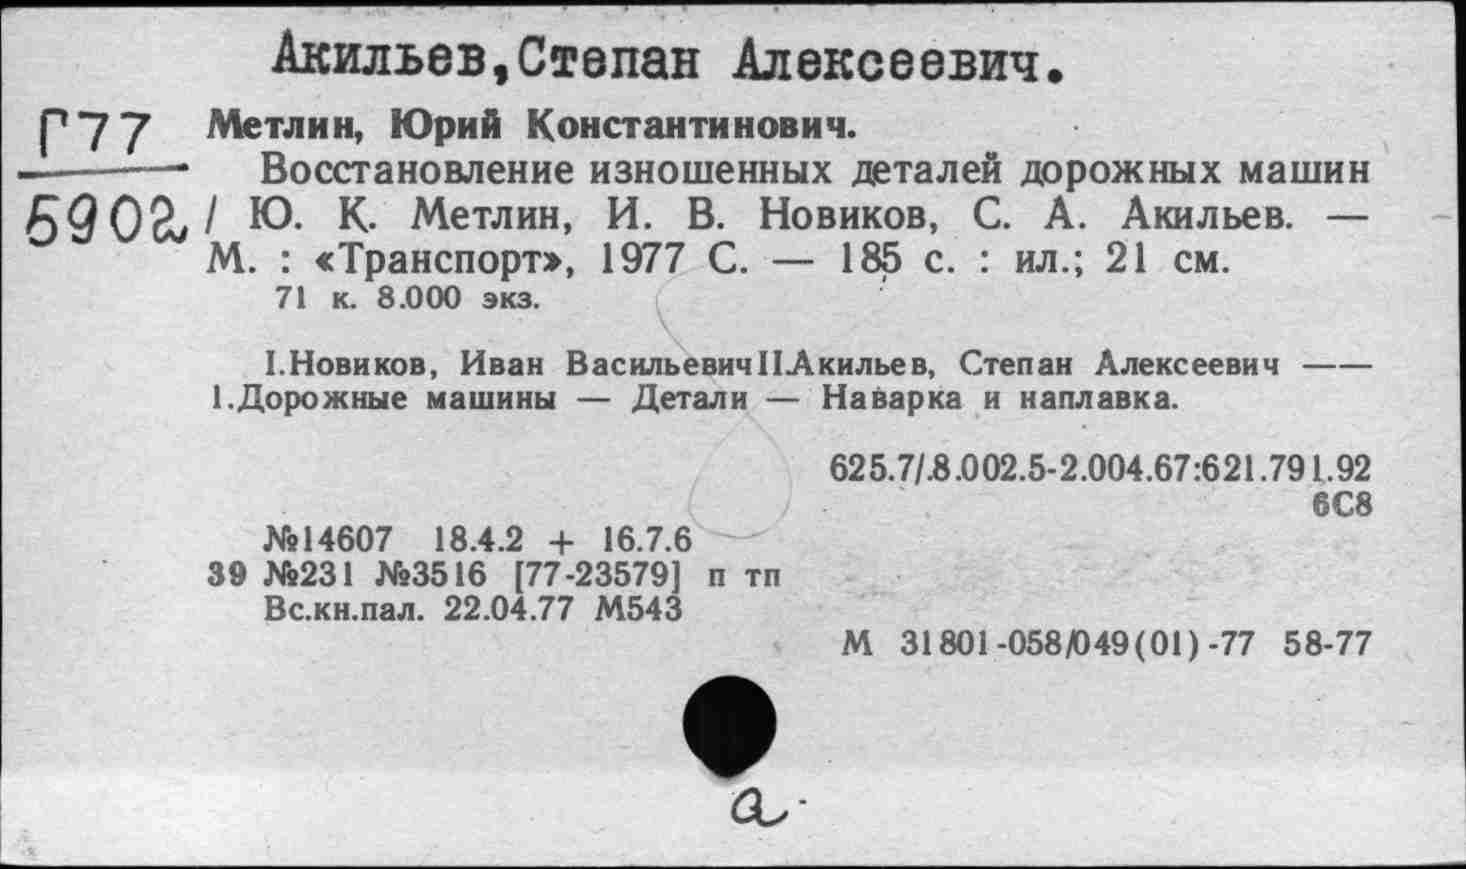 Акильев,Степан Алексеевич.
Г77 Метлин, Юрий Константинович.
Восстановление изношенных деталей дорожных машин
5902 / Ю. К. Метлин, И. В. Новиков, С. А. Акильев. —
М. : «Транспорт», 1977 С. — 185 с. : ил.; 21 см.
71 к. 8.000 экз.
I.Новиков, Иван ВасильевичII.Акильев, Степан Алексеевич ——
1.Дорожные машины — Детали — Наварка и наплавка.
625.7/.8.002.5-2.004.67:621.791.92
6С8
№14607 18.4.2 + 16.7.6
39 №231 №3516 [77-23579] п тп
Вс.кн.пал. 22.04.77 М543
М 31801-058/049(01)-77 58-77
а.